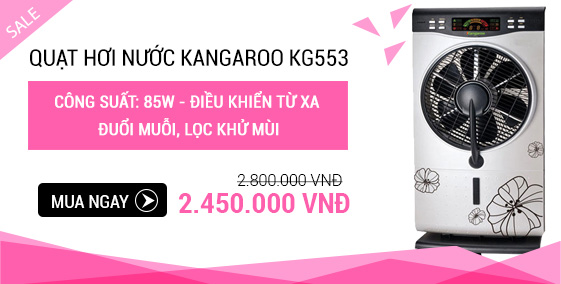 SALE
QUẠT HƠI NƯỚC KANGAROO KG553
CÔNG SUẤT: 85W - ĐIỀU KHIỂN TỪ XA
ĐUỔI MUỖI, LỌC KHỬ MÙI
2.800.000 VNĐ
MUA NGAY
2.450.000 VNĐ